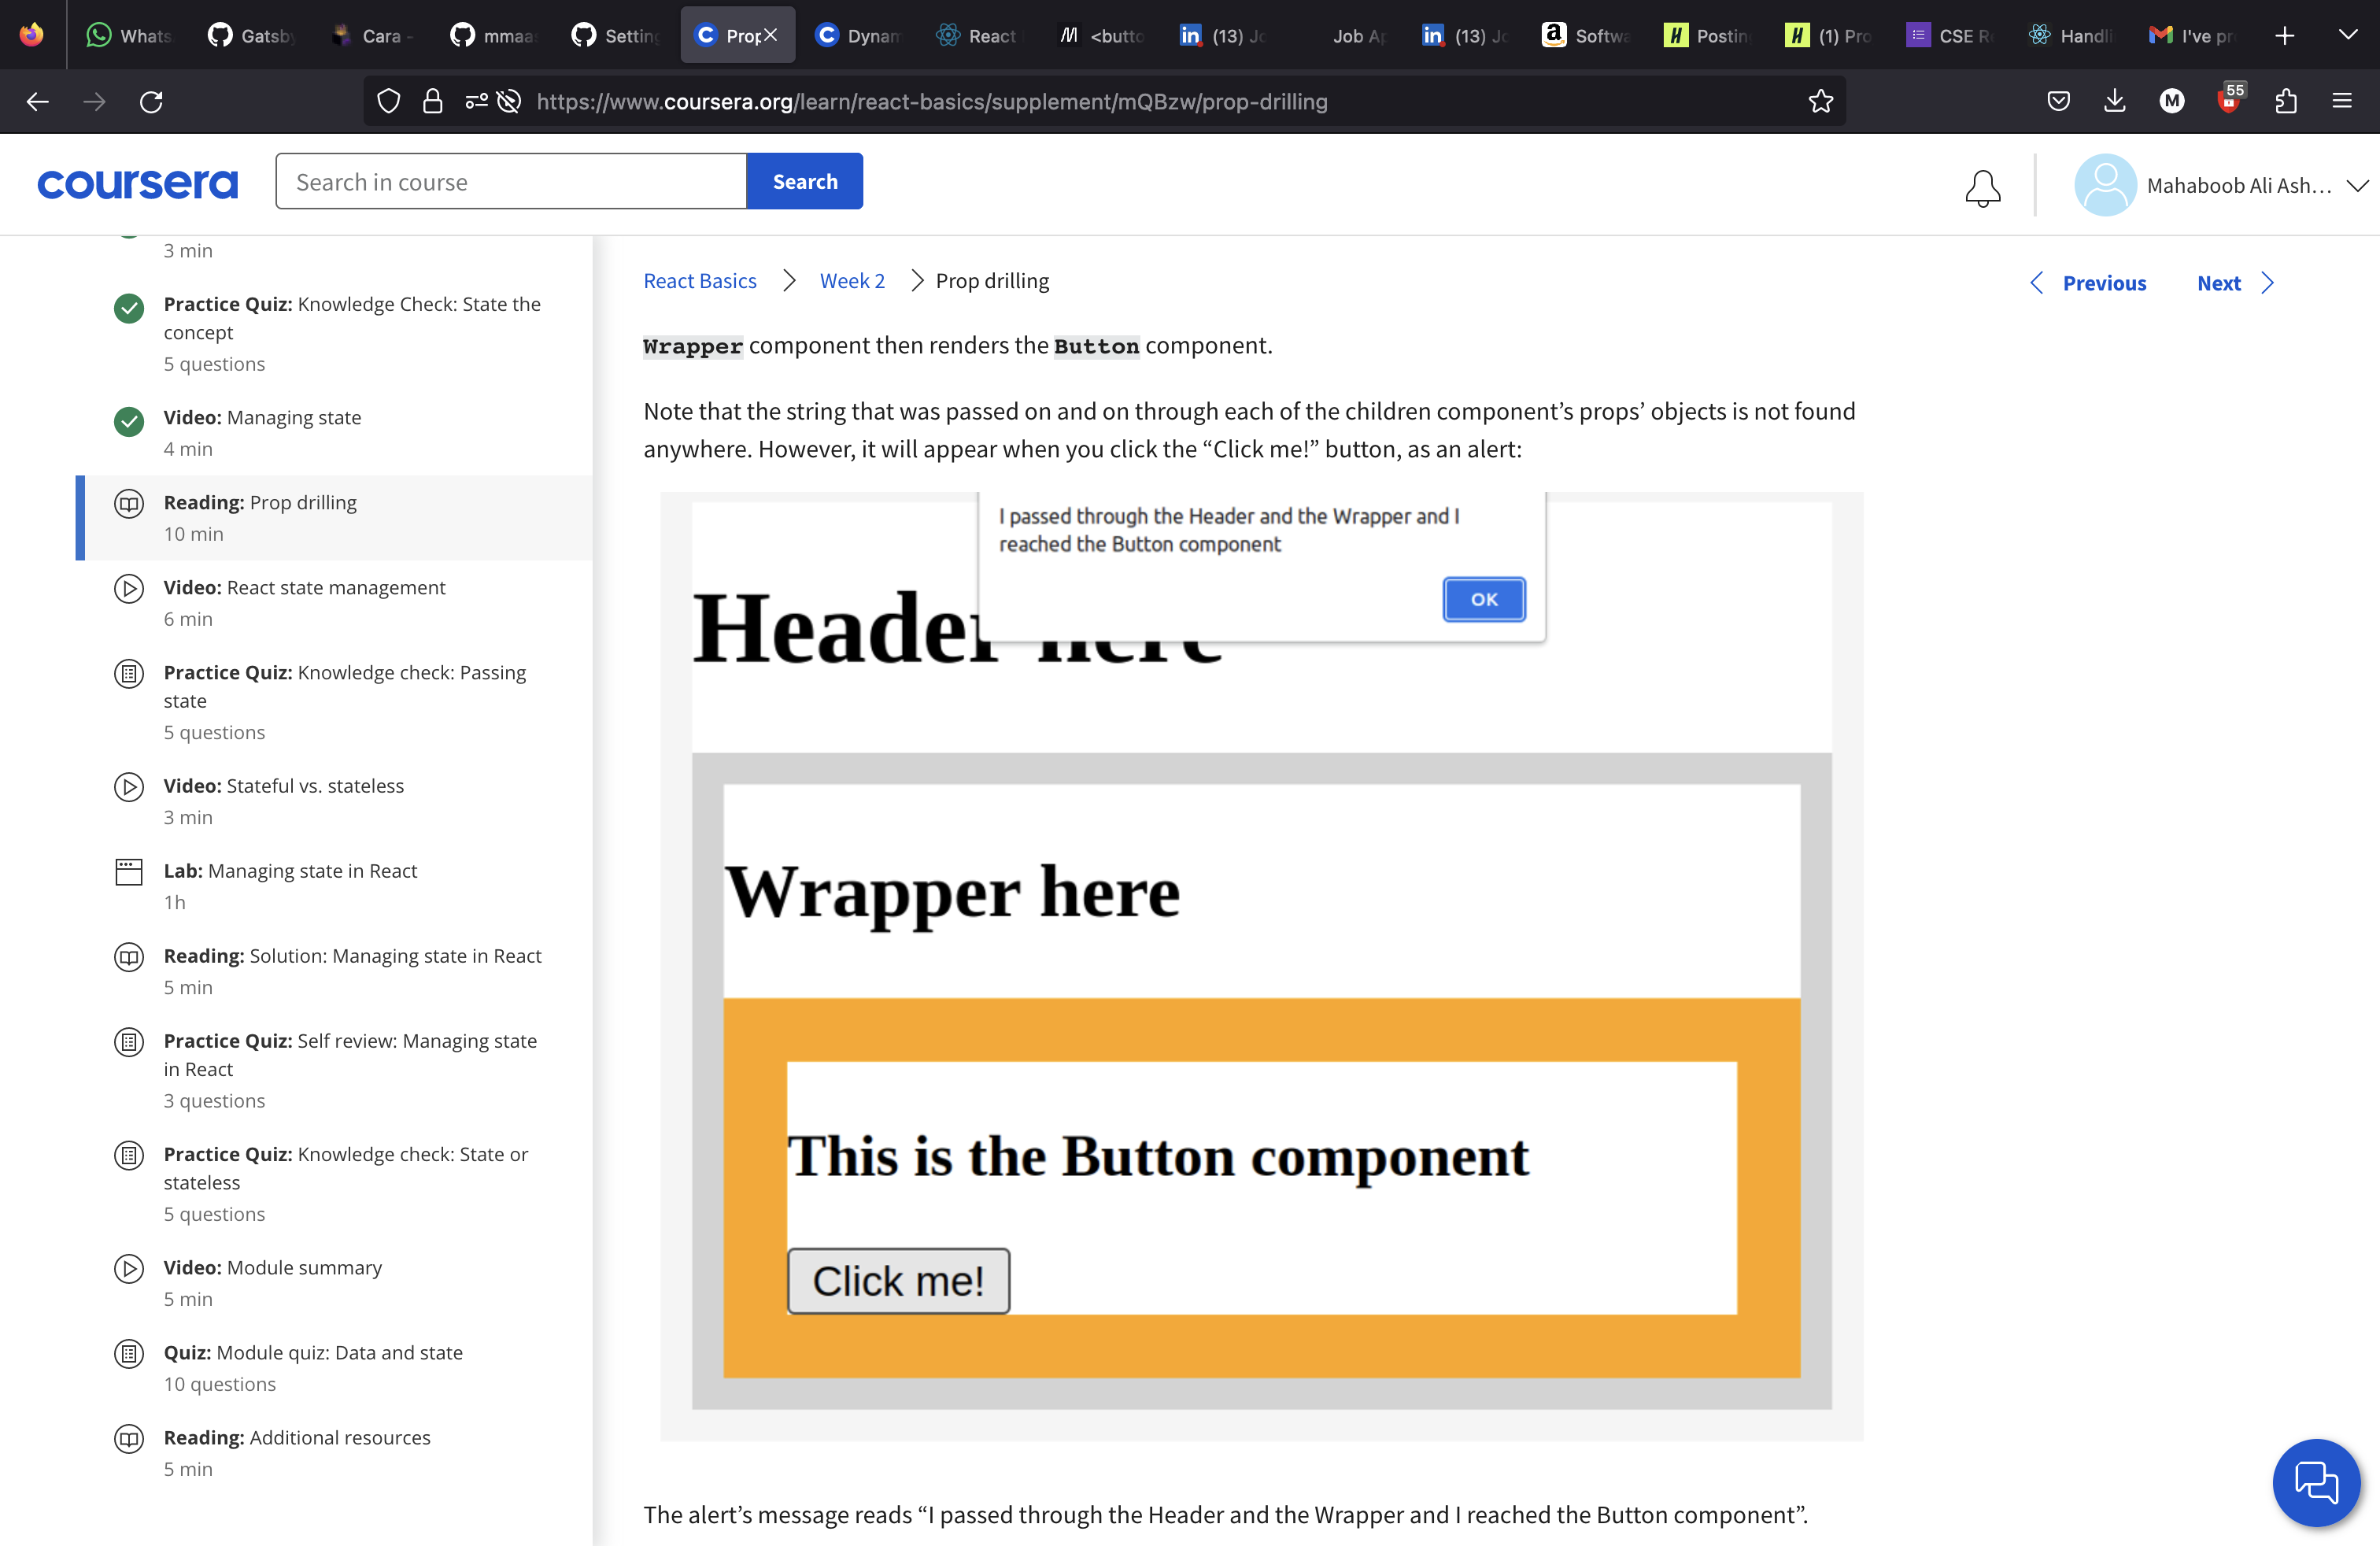 Whats
Gatsby
Cara -
mmaa
Setting
Prop
Dynam
React
<butto
(13) Jo
Job Ap
(13) Jo
Softwa
Postin
(1) Pro
CSE Re
Handli
I've pr
https://www.coursera.org/learn/react-basics/supplement/mQBzw/prop-drilling
M
55
coursera
Search in course
Search
Mahaboob Ali Ash...
3 min
Practice Quiz: Knowledge Check: State the
concept
5 questions
Video: Managing state
4 min
Reading: Prop drilling
10 min
Video: React state management
6 min
Practice Quiz: Knowledge check: Passing
state
5 questions
Video: Stateful vs. stateless
3 min
Lab: Managing state in React
1h
Reading: Solution: Managing state in React
5 min
Practice Quiz: Self review: Managing state
in React
3 questions
Practice Quiz: Knowledge check: State or
stateless
5 questions
Video: Module summary
5 min
Quiz: Module quiz: Data and state
10 questions
Reading: Additional resources
5 min
React Basics
Week 2
Prop drilling
Previous
Next
Wrapper component then renders the Button component.
Note that the string that was passed on and on through each of the children component’s props’ objects is not found
anywhere. However, it will appear when you click the “Click me!” button, as an alert:
I passed through the Header and the Wrapper and I
reached the Button component
OK
Header here
Wrapper here
This is the Button component
Click me!
The alert’s message reads “I passed through the Header and the Wrapper and I reached the Button component”.